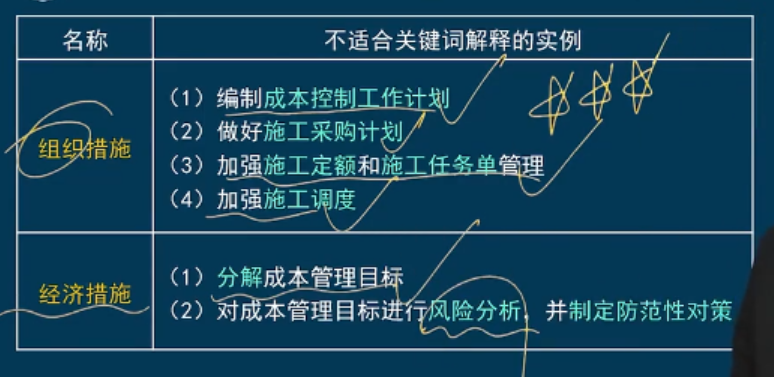 名称
不适合关键词解释的实例
组织措施
（1）编制成本控制工作计划
（2）做好施工采购计划
（3）加强施工定额和施工任务单管理
（4）加强施工调度
经济措施
（1）分解成本管理目标
（2）对成本管理目标进行风险分析，并制定防范性对策